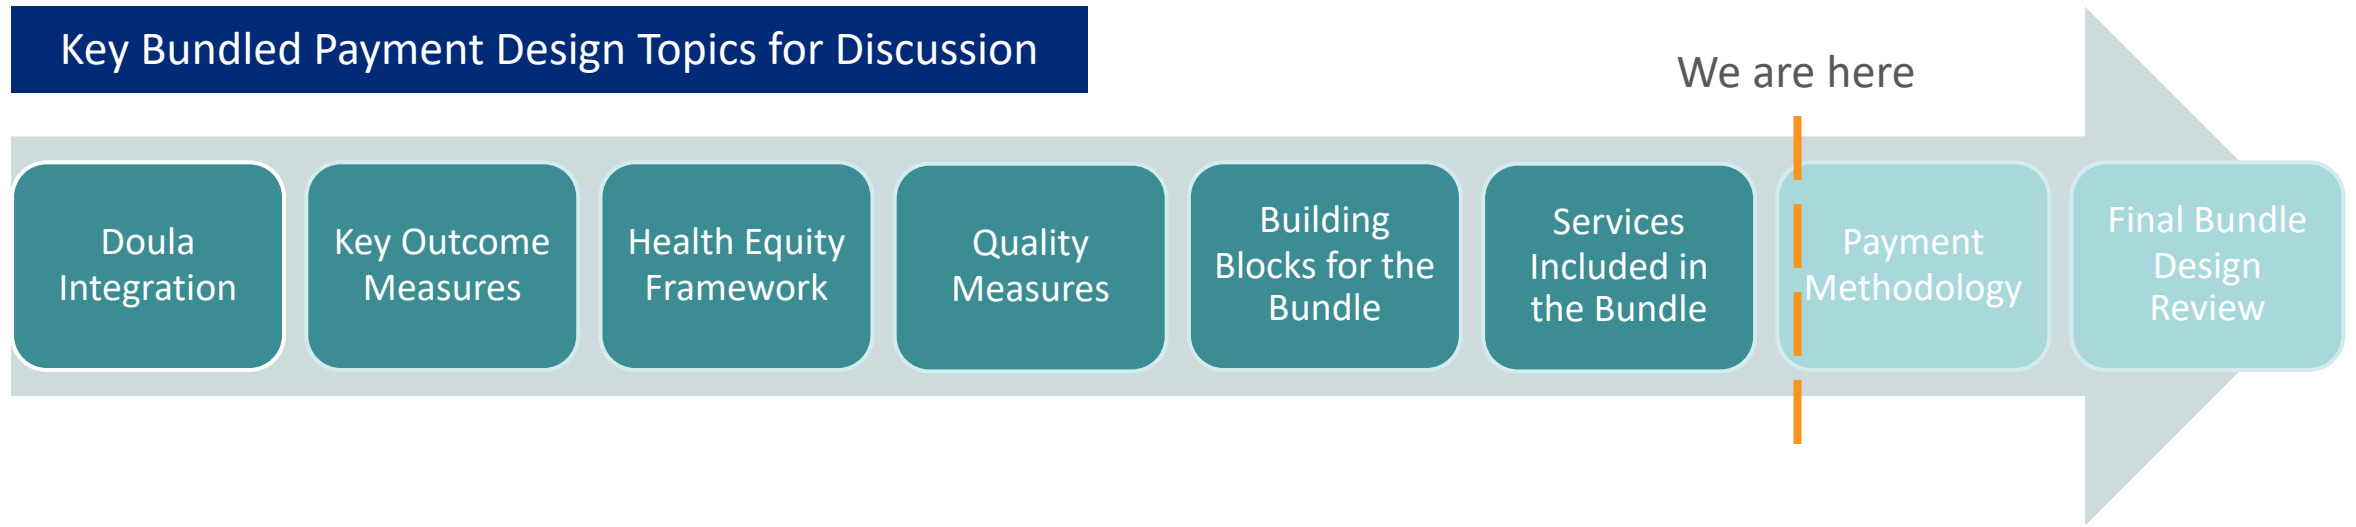 Key Bundled Payment Design Topics for Discussion
We are here
Doula
Integration
Key Outcome
Measures
Health Equity
Framework
Quality
Measures
Building
Blocks for the
Bundle
Services
Included in
the Bundle
Payment
Methodology
Final Bundle
Design
Review